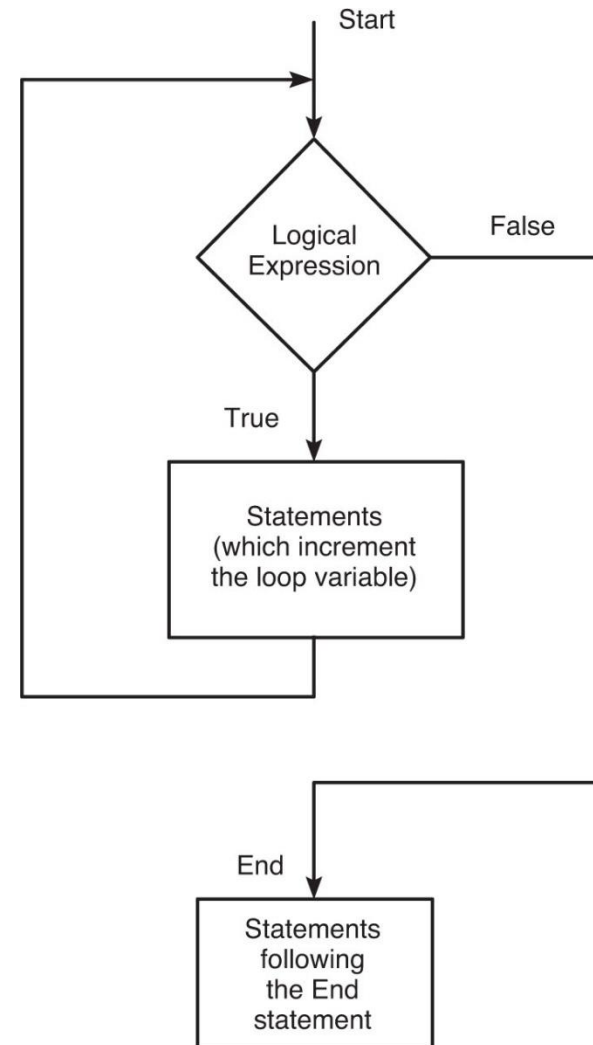 Start
Logical
Expression
False
True
Statements
(which increment
the loop variable)
End
Statements
following
the End
statement